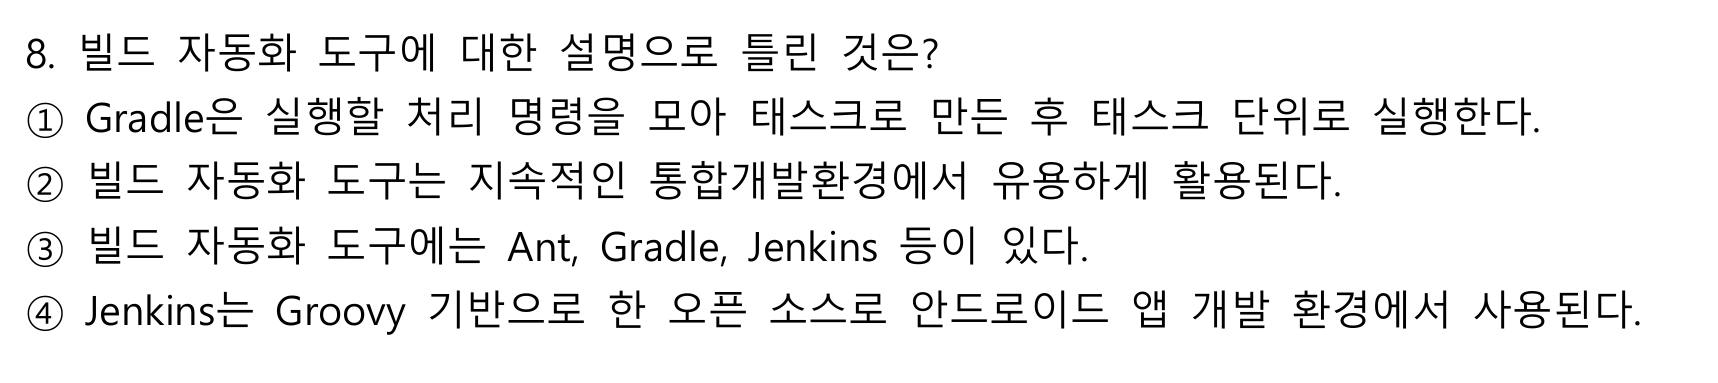 8. 빌드 자동화 도구에 대한 설명으로 틀린 것은?
① Gradle은 실행할 처리 명령을 모아 태스크로 만든 후 태스크 단위로 실행한다.
② 빌드 자동화 도구는 지속적인 통합개발환경에서 유용하게 활용된다.
③ 빌드 자동화 도구에는 Ant, Gradle, Jenkins 등이 있다.
④ Jenkins는 Groovy 기반으로 한 오픈 소스로 안드로이드 앱 개발 환경에서 사용된다.